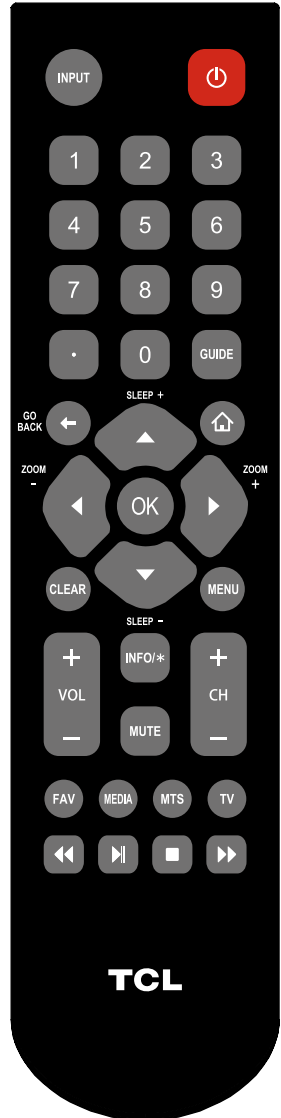 INPUT
1 2 3
4 5 6
7 8 9
· 0 GUIDE
SLEEP +
GO
BACK
ZOOM
-
OK
ZOOM
+
CLEAR
MENU
SLEEP -
+ INFO/* +
VOL CH
- MUTE -
FAV MEDIA MTS TV
TCL